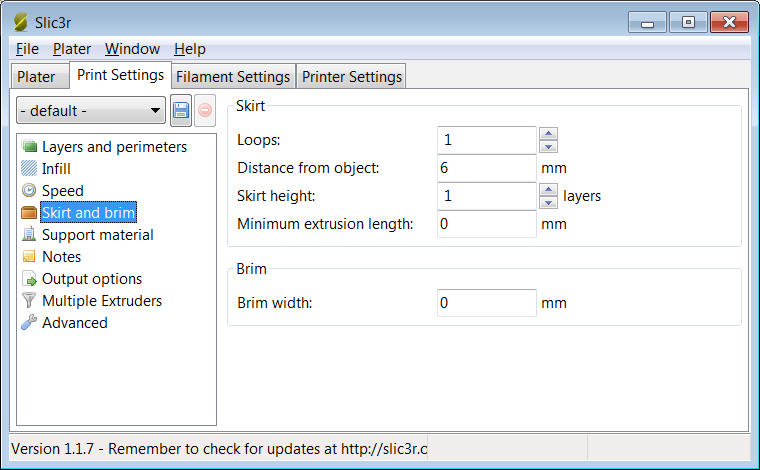 Slic3r
File Plater Window Help
Plater Print Settings Filament Settings Printer Settings
- default -
Layers and perimeters
Infill
Speed
Skirt and brim
Support material
Notes
Output options
Multiple Extruders
Advanced
Skirt
Loops: 1
Distance from object: 6 mm
Skirt height: 1 layers
Minimum extrusion length: 0 mm
Brim
Brim width: 0 mm
Version 1.1.7 - Remember to check for updates at http://slic3r.o